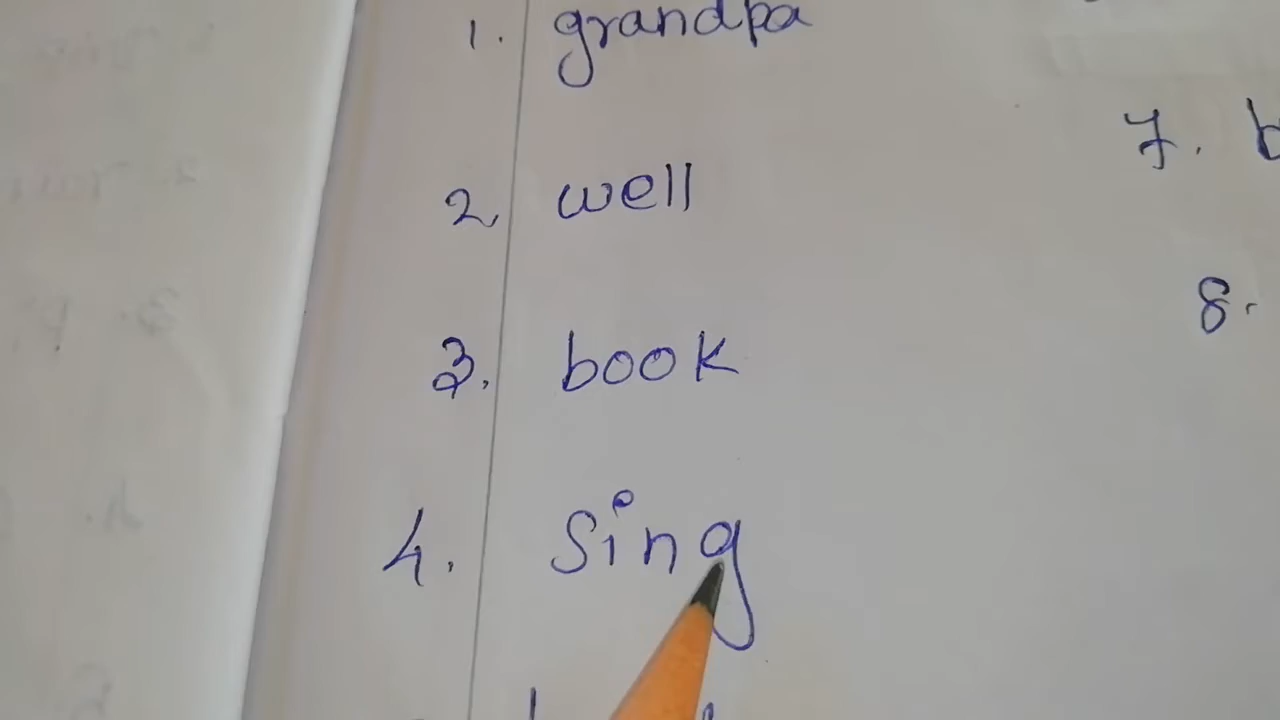 1. grandpa
2 well
3. book
4. Sing
7. b
8.